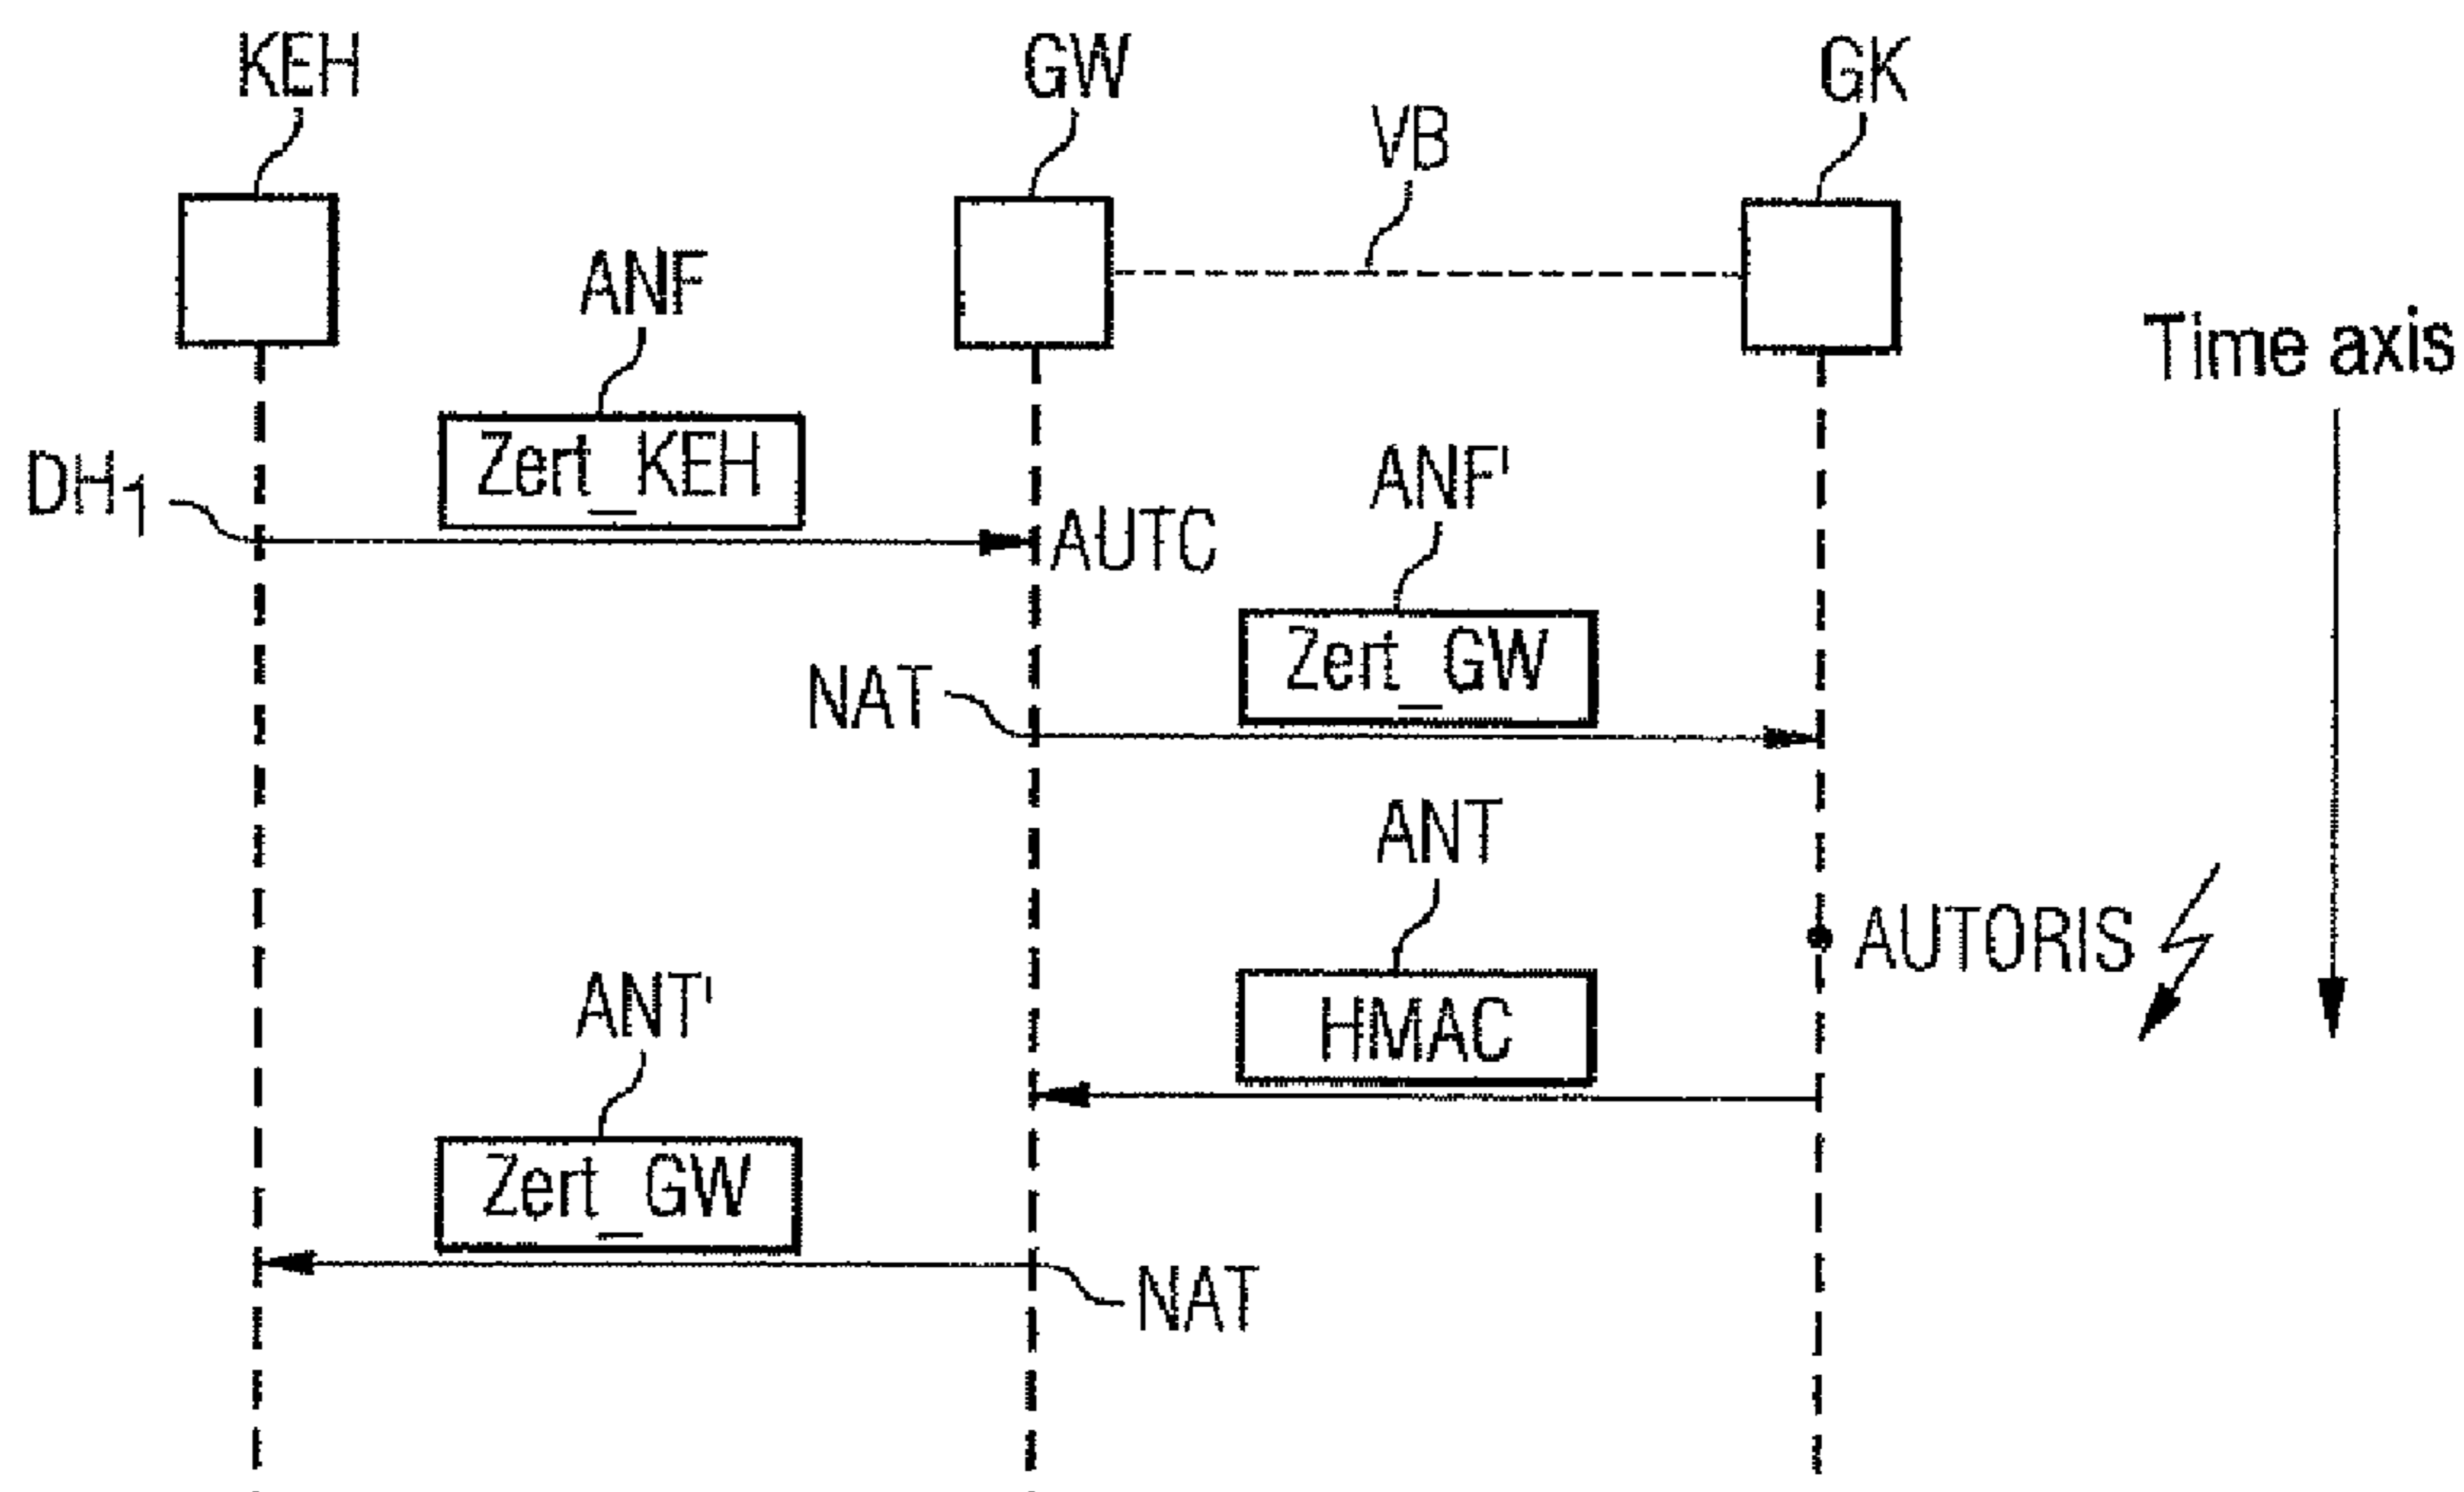 KEH
GW
GK
VB
ANF
Time axis
Zert_KEH
DH1
ANF'
AUTC
Zert_GW
NAT
ANT
AUTORIS
ANT'
HMAC
Zert_GW
NAT